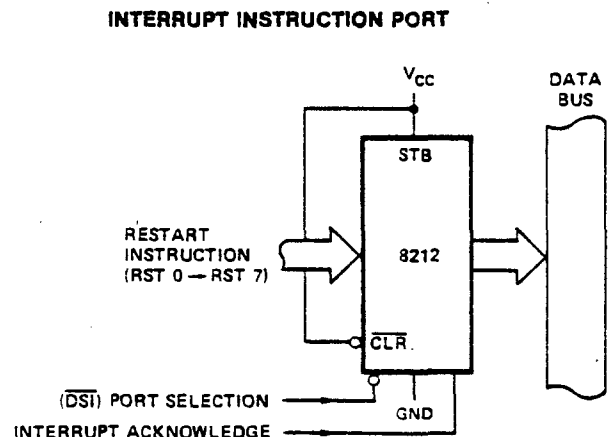 INTERRUPT INSTRUCTION PORT
VCC
DATA
BUS
STB
RESTART
INSTRUCTION
(RST 0 → RST 7)
8212
CLR
(DSI) PORT SELECTION
GND
INTERRUPT ACKNOWLEDGE